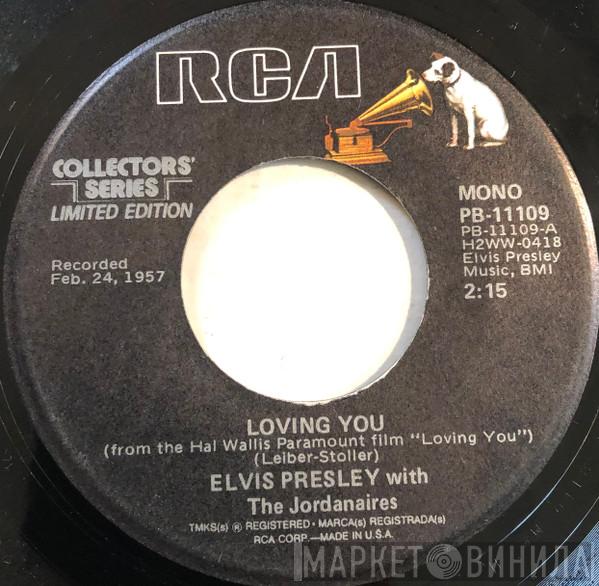 RCA
COLLECTORS'
SERIES
LIMITED EDITION
Recorded
Feb. 24, 1957
MONO
PB-11109
PB-11109-A
H2WW-0418
Elvis Presley
Music, BMI
2:15
LOVING YOU
(from the Hal Wallis Paramount film "Loving You")
(Leiber-Stoller)
ELVIS PRESLEY with
The Jordanaires
TMKS(s) ® REGISTERED • MARCA(s) REGISTRADA(s)
RCA CORP.—MADE IN U.S.A.
МАРКЕТ ВИНИЛА